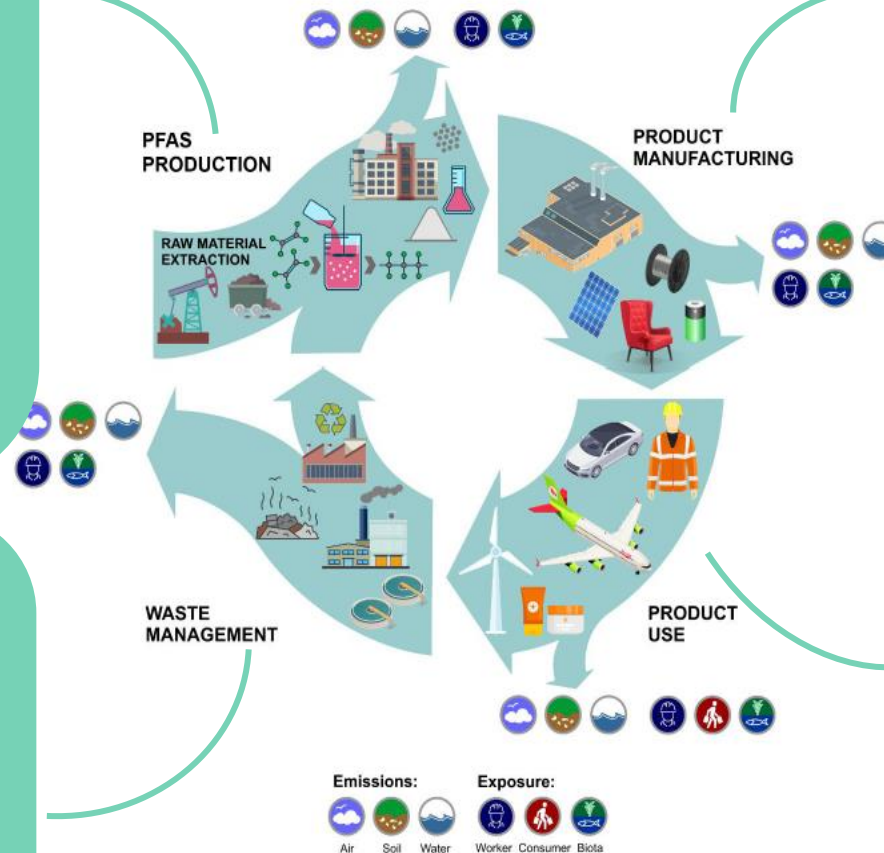 PFAS
PRODUCTION
PRODUCT
MANUFACTURING
RAW MATERIAL
EXTRACTION
WASTE
MANAGEMENT
PRODUCT
USE
Emissions:
Exposure:
Air
Soil
Water
Worker
Consumer
Biota